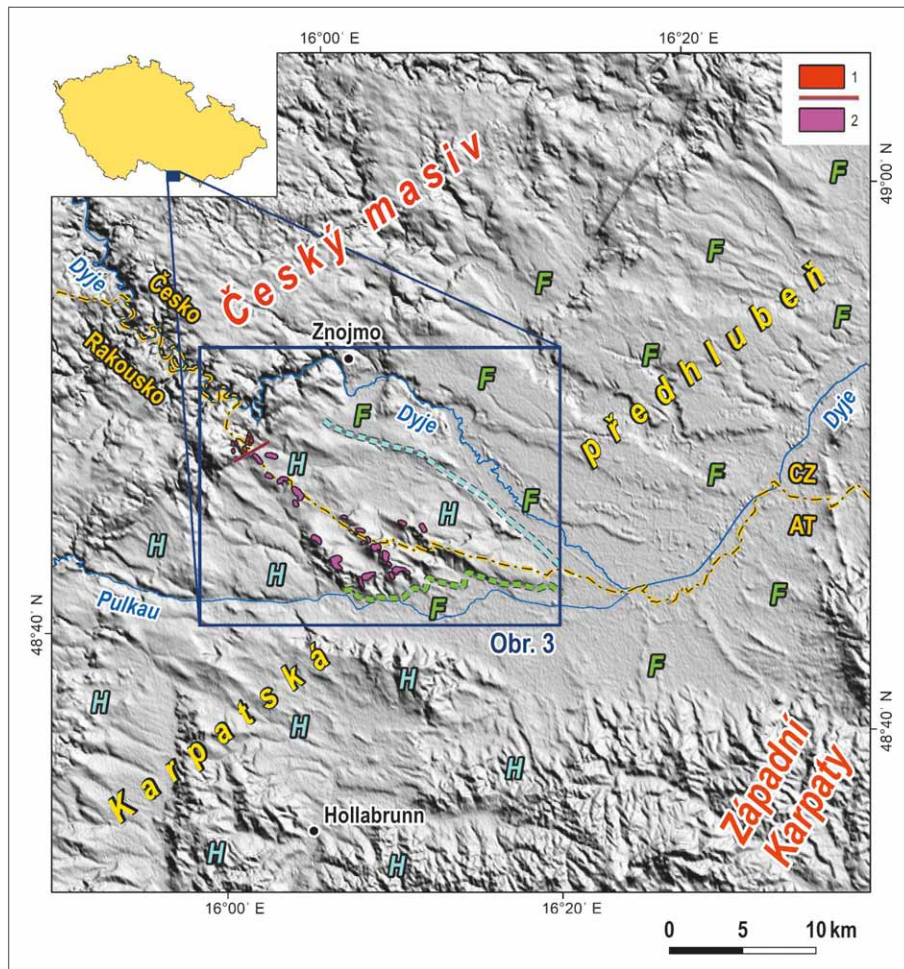 16°00' E
16°20' E
1
2
F
49°00' N
Český masiv
F
F
Dyje
Česko
předhlubeň
F
Znojmo
Rakousko
F
F
Dyje
F
Dyje
H
F
CZ
F
H
AT
H
H
F
Pulkau
F
48°40' N
Obr. 3
F
H
H
Karpatská
H
48°40' N
H
Západní
Karpaty
Hollabrunn
H
H
16°00' E
16°20' E
0 5 10 km